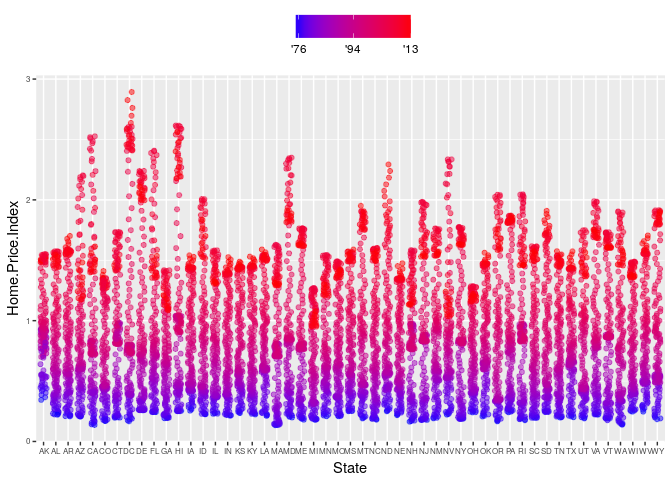 '76 '94 '13
3
2
1
0
Home.Price.Index
AK AL AR AZ CA CO CT DC DE FL GA HI IA ID IL IN KS KY LA MA MD ME MI MN MO MS MT NC ND NE NH NJ NM NV NY OH OK OR PA RI SC SD TN TX UT VA VT WA WI WV WY
State